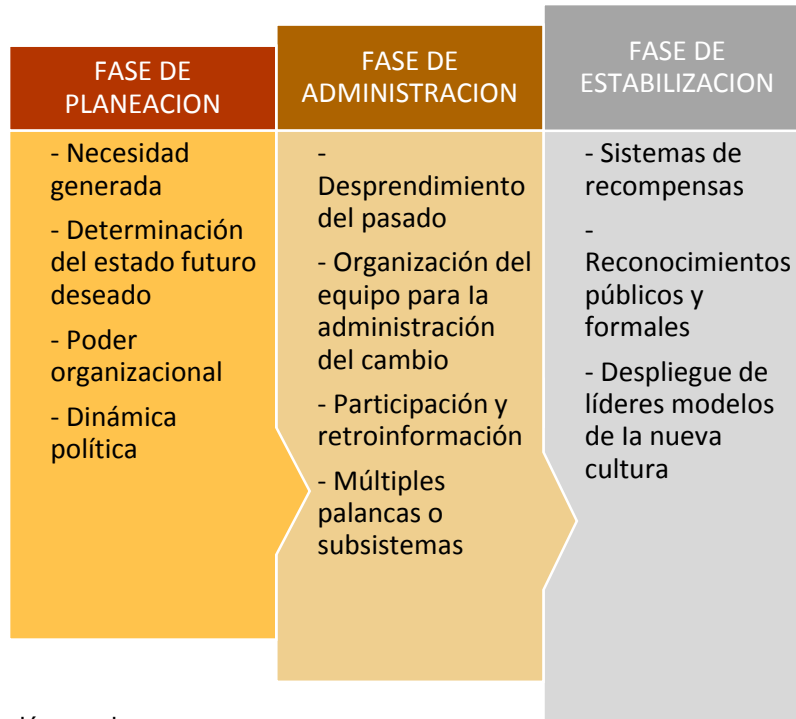 FASE DE
PLANEACION
- Necesidad
generada
- Determinación
del estado futuro
deseado
- Poder
organizacional
- Dinámica
política
FASE DE
ADMINISTRACION
-
Desprendimiento
del pasado
- Organización del
equipo para la
administración
del cambio
- Participación y
retroinformación
- Múltiples
palancas o
subsistemas
FASE DE
ESTABILIZACION
- Sistemas de
recompensas
-
Reconocimientos
públicos y
formales
- Despliegue de
líderes modelos
de la nueva
cultura